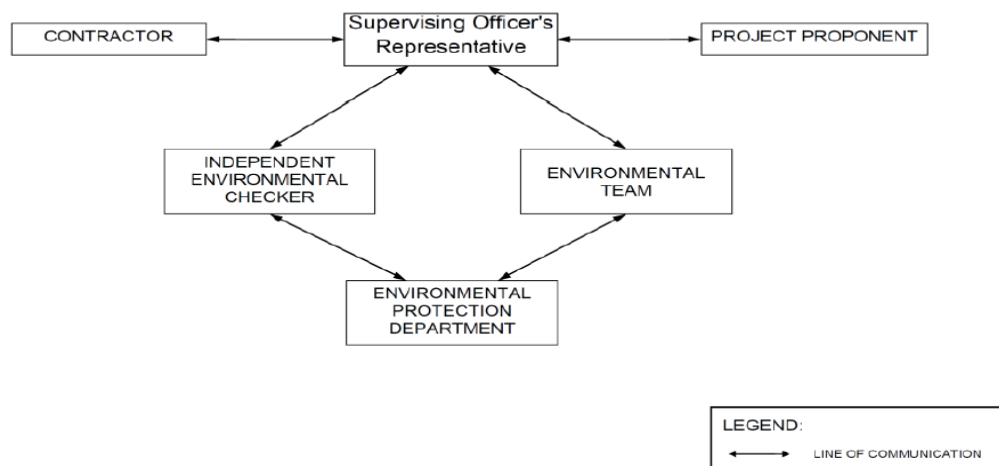 CONTRACTOR
Supervising Officer's
Representative
PROJECT PROPONENT
INDEPENDENT
ENVIRONMENTAL
CHECKER
ENVIRONMENTAL
TEAM
ENVIRONMENTAL
PROTECTION
DEPARTMENT
LEGEND:
LINE OF COMMUNICATION